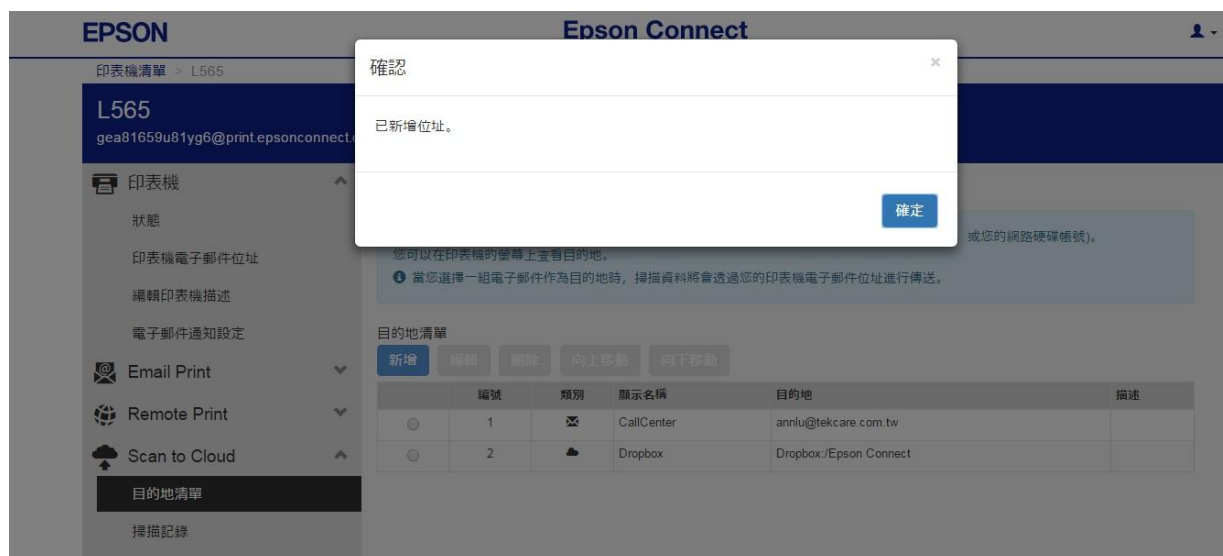 EPSON
Epson Connect
印表機清單 > L565
L565
gea81659u81yg6@print.epsonconnect.
確認
×
已新增位址。
確定
印表機
狀態
印表機電子郵件位址
編輯印表機描述
電子郵件通知設定
Email Print
Remote Print
Scan to Cloud
目的地清單
掃描記錄
或您的網路硬碟帳號)。
您可以在印表機的螢幕上查看目的地。
當您選擇一組電子郵件作為目的地時，掃描資料將會透過您的印表機電子郵件位址進行傳送。
目的地清單
新增 編輯 刪除 向上移動 向下移動
編號 類別 顯示名稱 目的地 描述
1 CallCenter annlu@tekcare.com.tw
2 Dropbox Dropbox:/Epson Connect